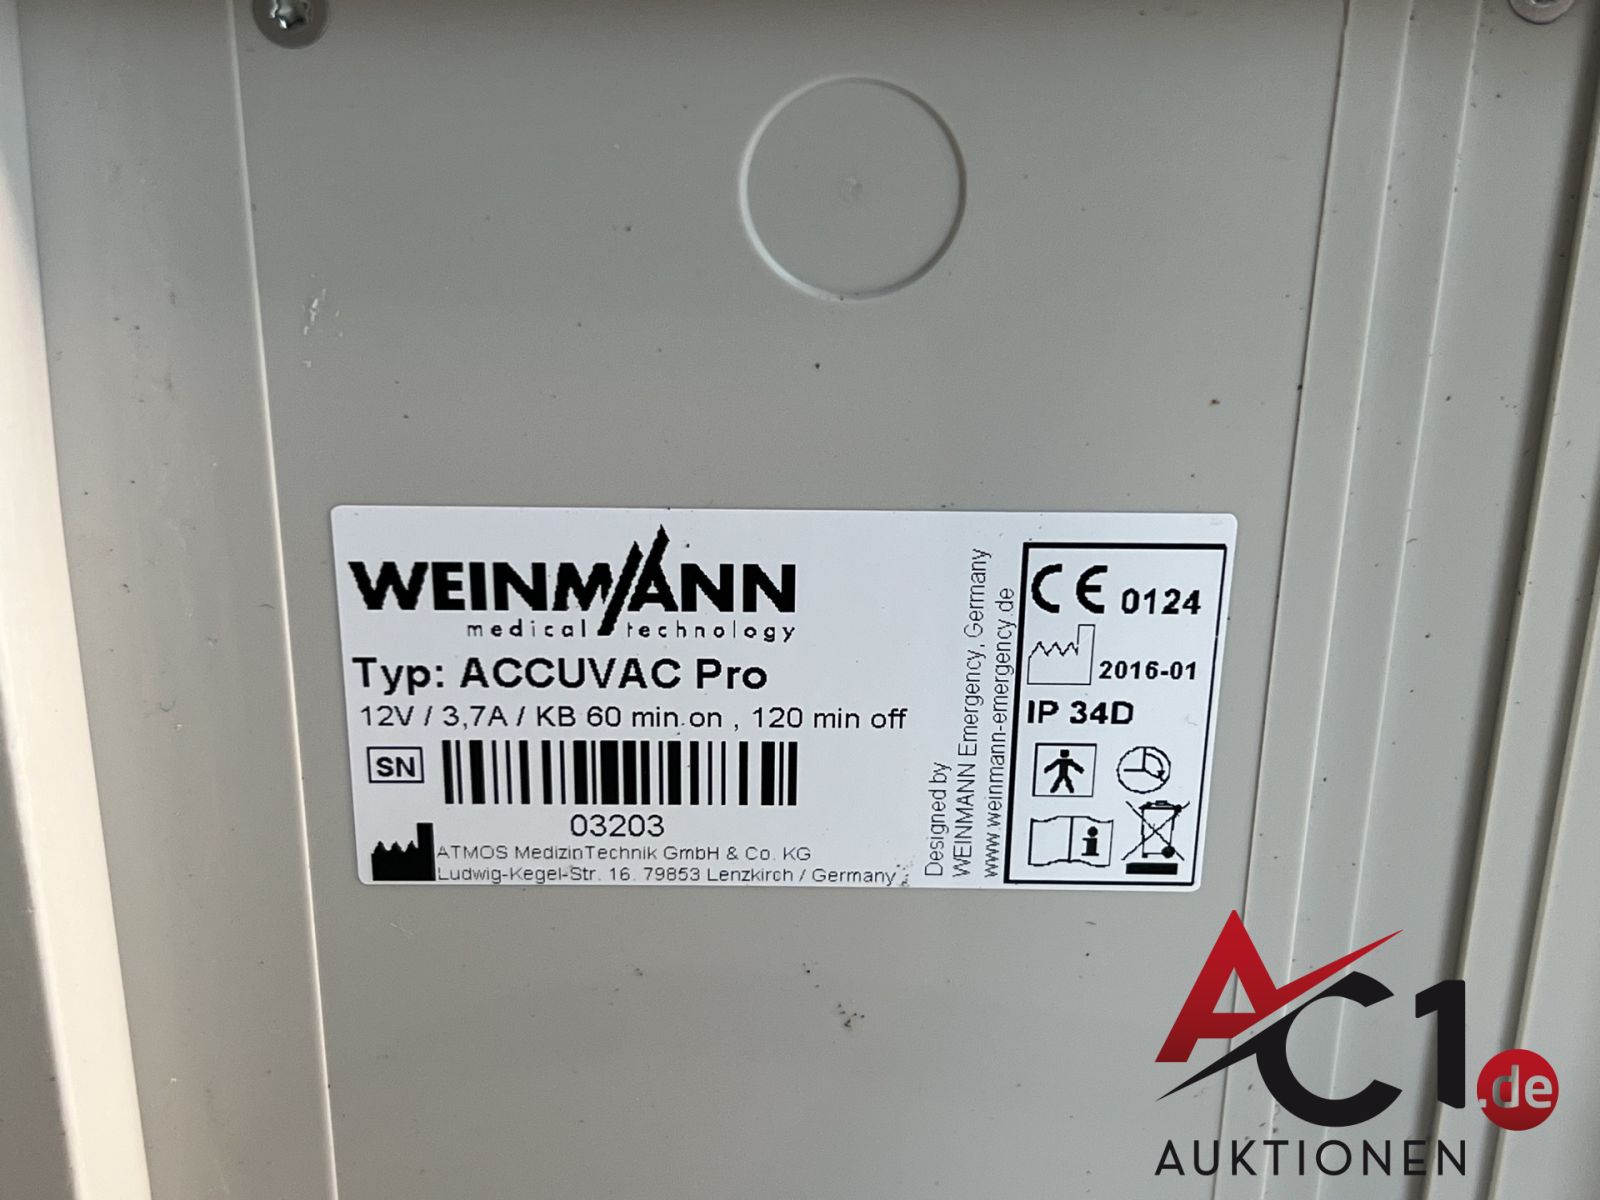 WEINMANN
medical technology
Typ: ACCUVAC Pro
12V / 3,7A / KB 60 min on , 120 min off
SN
03203
ATMOS MedizinTechnik GmbH & Co. KG
Ludwig-Kegel-Str. 16. 79853 Lenzkirch / Germany
Designed by
WEINMANN Emergency, Germany
www.weinmann-emergency.de
CE 0124
2016-01
IP 34D
i
AC1.de
AUKTIONEN